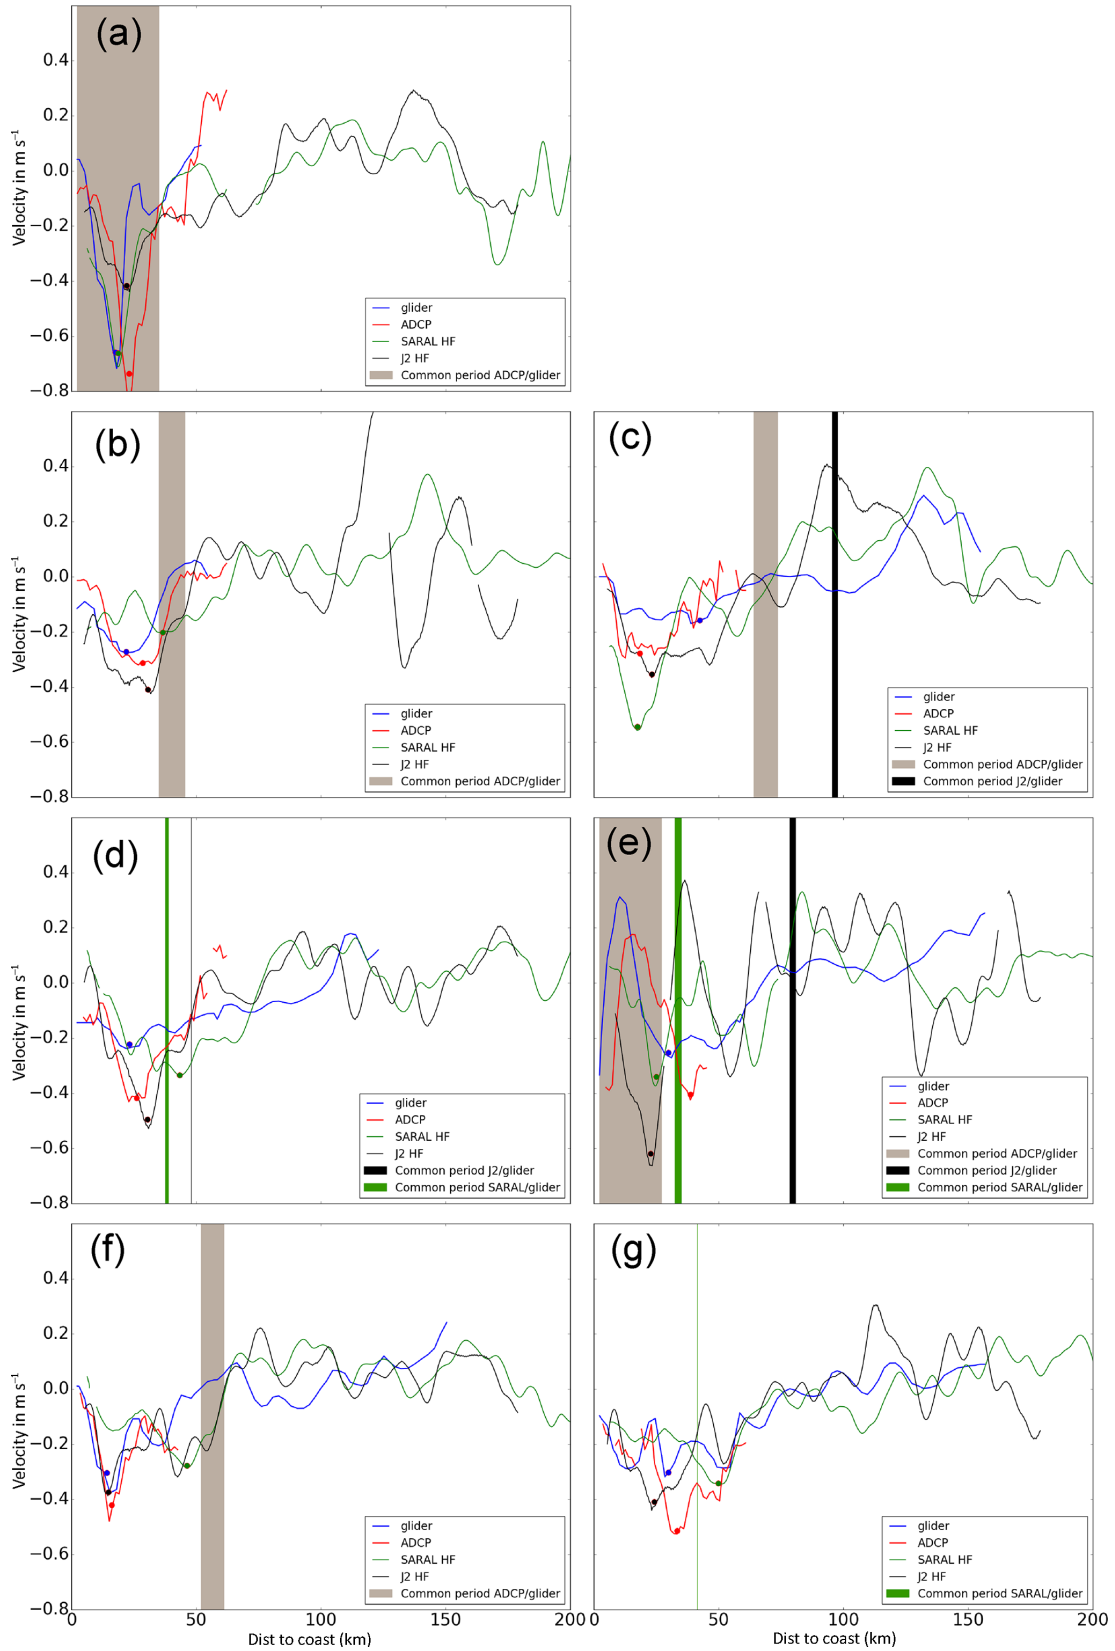 (a)
0.4
0.2
0.0
−0.2
−0.4
−0.6
−0.8
Velocity in m s⁻¹
glider
ADCP
SARAL HF
J2 HF
Common period ADCP/glider
(b)
0.4
0.2
0.0
−0.2
−0.4
−0.6
−0.8
Velocity in m s⁻¹
glider
ADCP
SARAL HF
J2 HF
Common period ADCP/glider
(c)
glider
ADCP
SARAL HF
J2 HF
Common period ADCP/glider
Common period J2/glider
(d)
0.4
0.2
0.0
−0.2
−0.4
−0.6
−0.8
Velocity in m s⁻¹
glider
ADCP
SARAL HF
J2 HF
Common period J2/glider
Common period SARAL/glider
(e)
glider
ADCP
SARAL HF
J2 HF
Common period ADCP/glider
Common period J2/glider
Common period SARAL/glider
(f)
0.4
0.2
0.0
−0.2
−0.4
−0.6
−0.8
Velocity in m s⁻¹
glider
ADCP
SARAL HF
J2 HF
Common period ADCP/glider
0 50 100 150 200
Dist to coast (km)
(g)
glider
ADCP
SARAL HF
J2 HF
Common period SARAL/glider
0 50 100 150 200
Dist to coast (km)